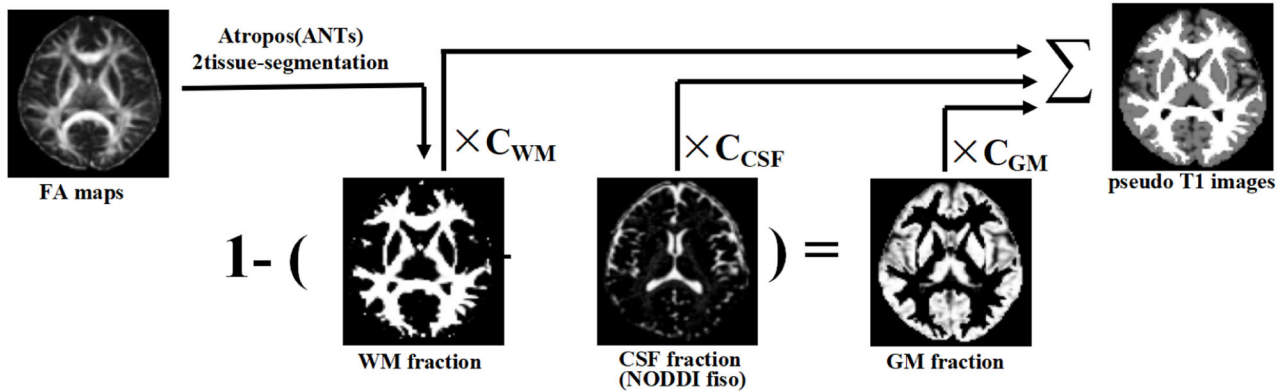 Atropos(ANTs)
2tissue-segmentation
∑
×C_WM
×C_CSF
×C_GM
FA maps
pseudo T1 images
1- ( - ) =
WM fraction
CSF fraction
(NODDI fiso)
GM fraction